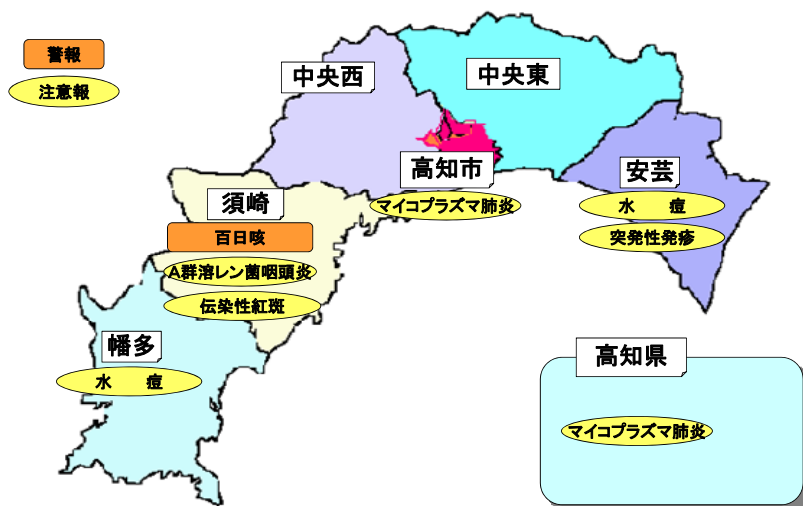 警報
注意報
中央西
中央東
高知市
マイコプラズマ肺炎
安芸
水　痘
突発性発疹
須崎
百日咳
A群溶レン菌咽頭炎
伝染性紅斑
幡多
水　痘
高知県
マイコプラズマ肺炎